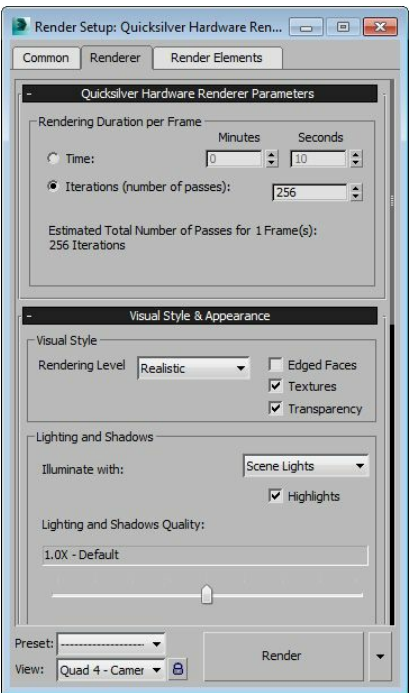 Render Setup: Quicksilver Hardware Ren...
Common Renderer Render Elements
- Quicksilver Hardware Renderer Parameters
Rendering Duration per Frame
Minutes Seconds
Time: 0 10
Iterations (number of passes): 256
Estimated Total Number of Passes for 1 Frame(s):
256 Iterations
- Visual Style & Appearance
Visual Style
Rendering Level Realistic Edged Faces
Textures
Transparency
Lighting and Shadows
Illuminate with: Scene Lights
Highlights
Lighting and Shadows Quality:
1.0X - Default
Preset: --------------------
View: Quad 4 - Camer Render